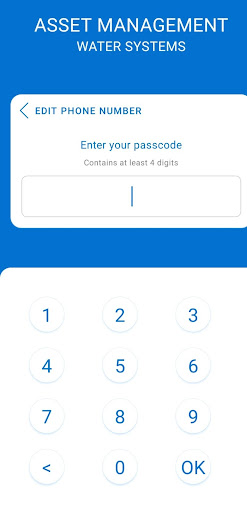 ASSET MANAGEMENT
WATER SYSTEMS
EDIT PHONE NUMBER
Enter your passcode
Contains at least 4 digits
1 2 3
4 5 6
7 8 9
< 0 OK